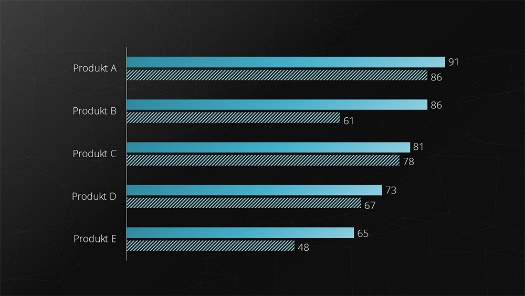 Produkt A 91
86
Produkt B 86
61
Produkt C 81
78
Produkt D 73
67
Produkt E 65
48